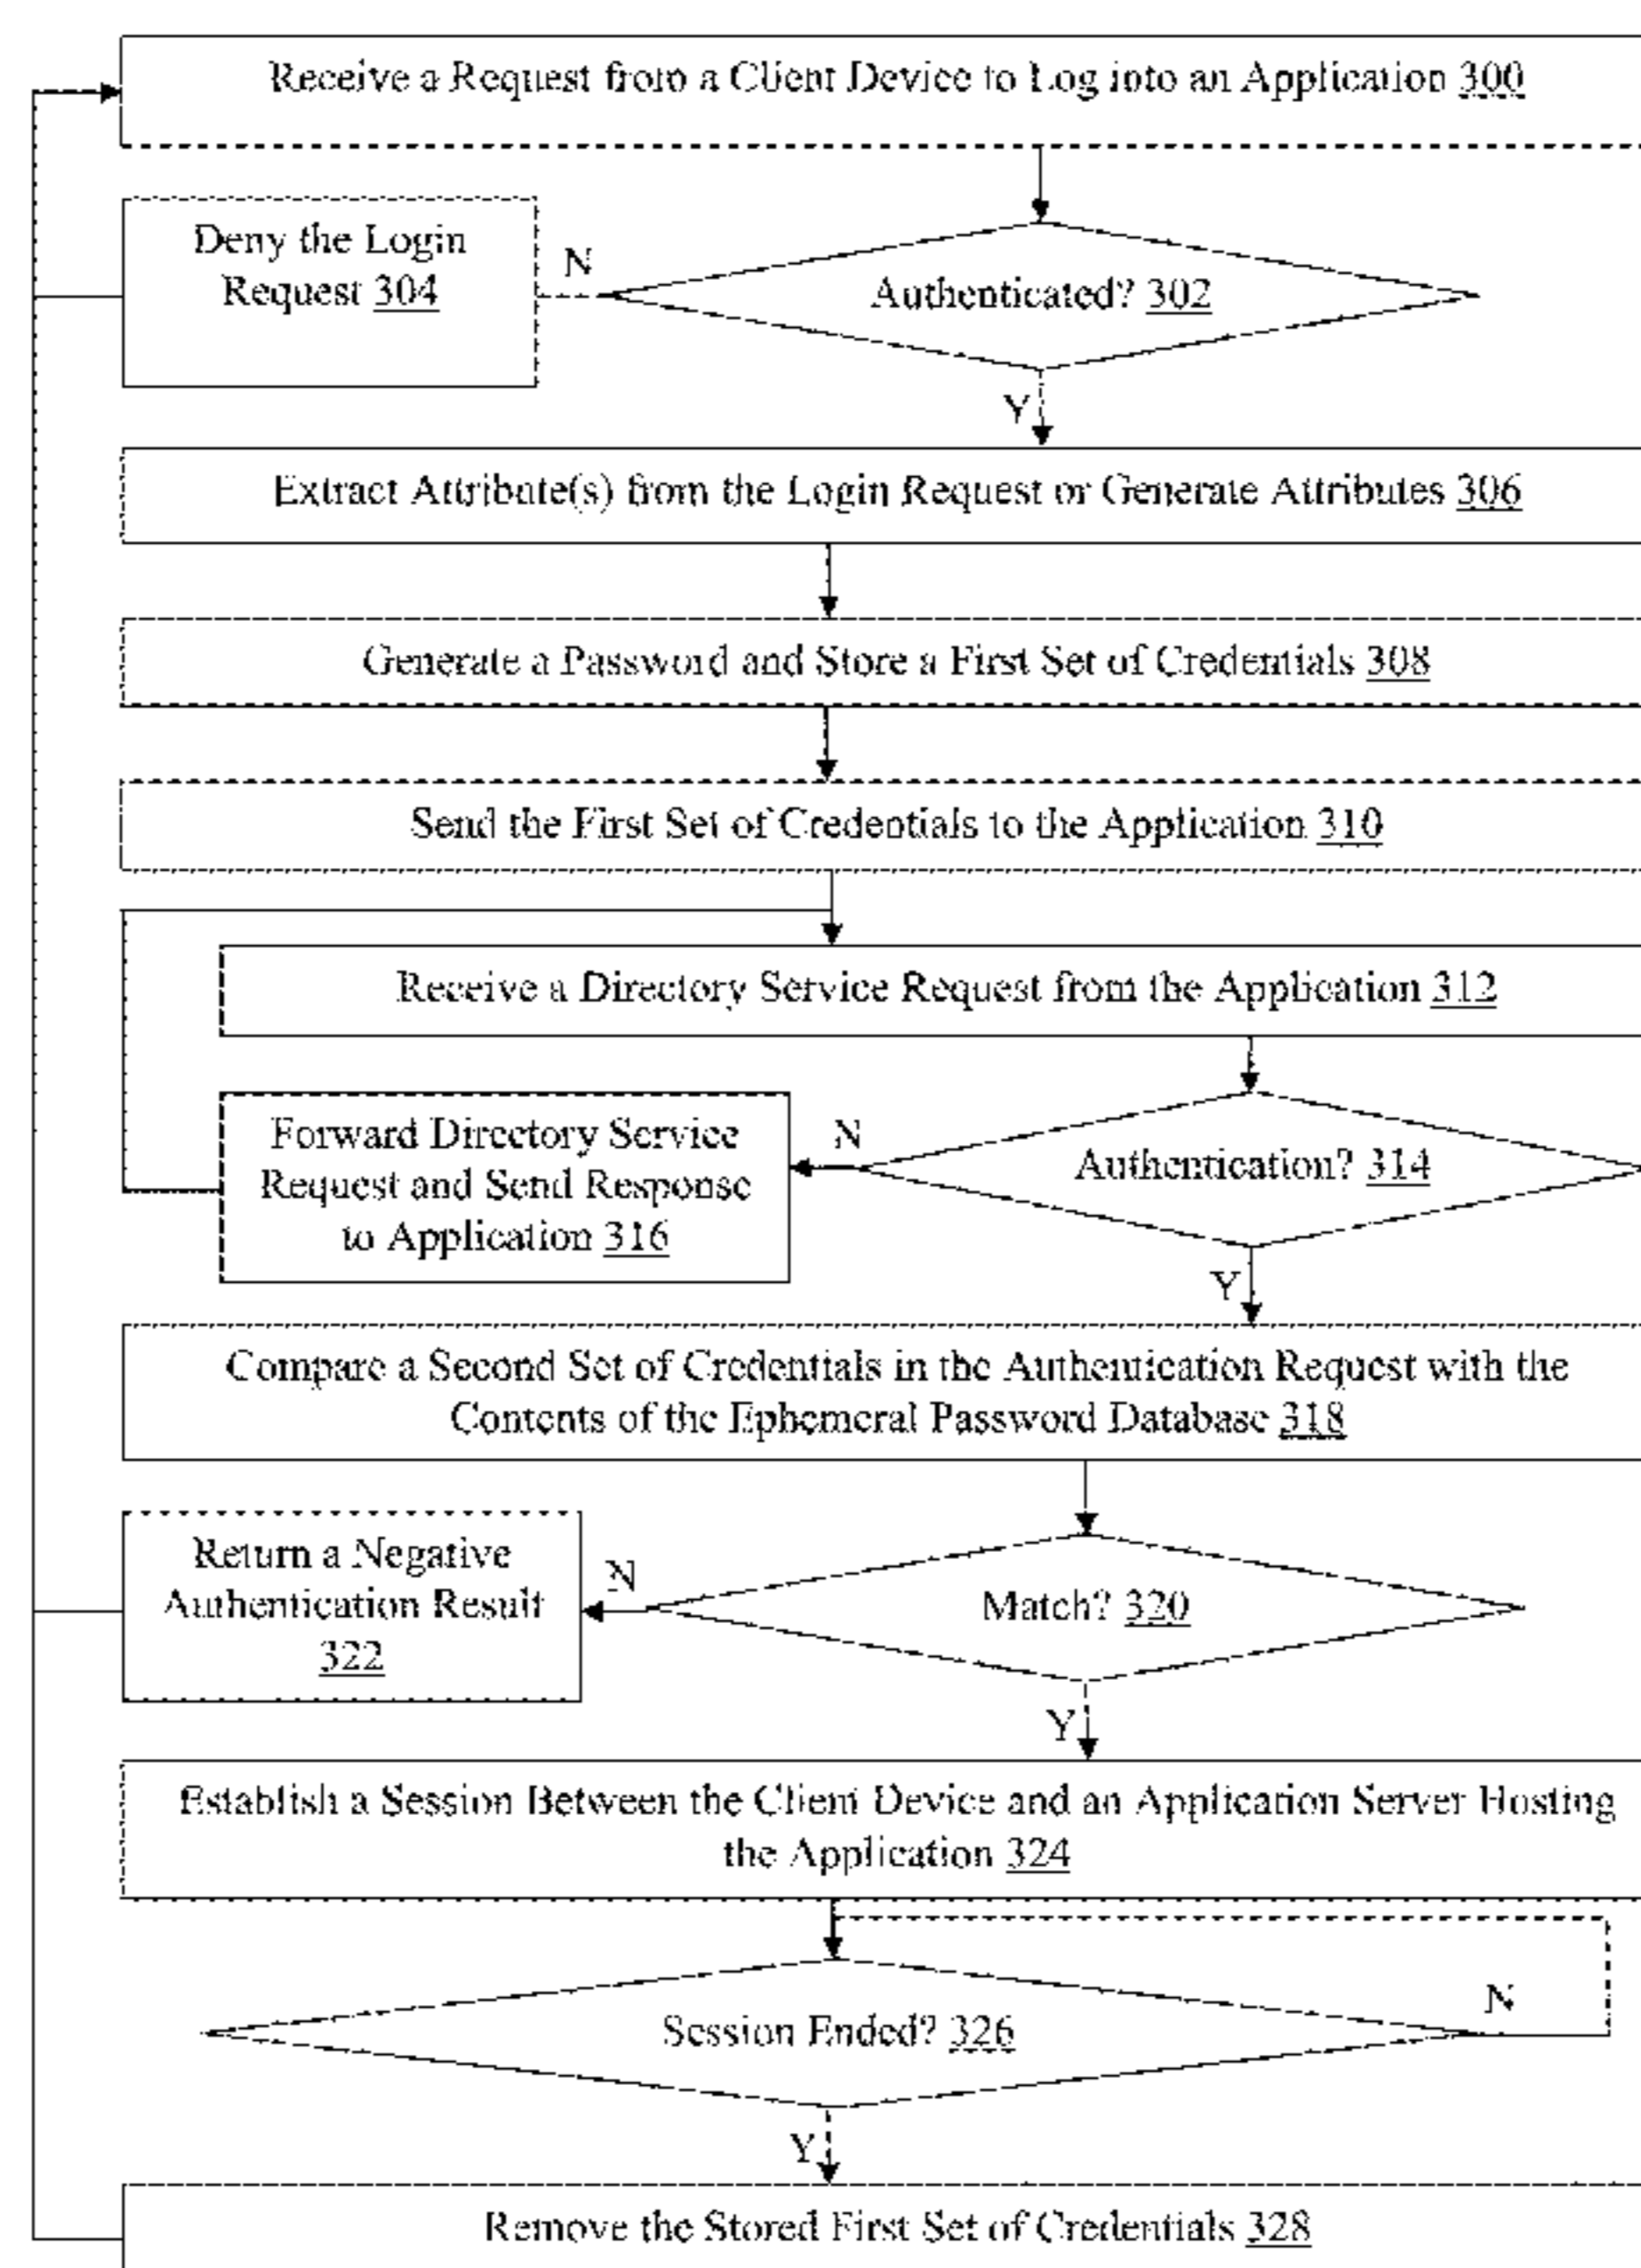 Receive a Request from a Client Device to Log into an Application 300
Deny the Login
Request 304
N
Authenticated? 302
Y
Extract Attribute(s) from the Login Request or Generate Attributes 306
Generate a Password and Store a First Set of Credentials 308
Send the First Set of Credentials to the Application 310
Receive a Directory Service Request from the Application 312
Forward Directory Service
Request and Send Response
to Application 316
N
Authentication? 314
Y
Compare a Second Set of Credentials in the Authentication Request with the
Contents of the Ephemeral Password Database 318
Return a Negative
Authentication Result
322
N
Match? 320
Y
Establish a Session Between the Client Device and an Application Server Hosting
the Application 324
Session Ended? 326
N
Y
Remove the Stored First Set of Credentials 328